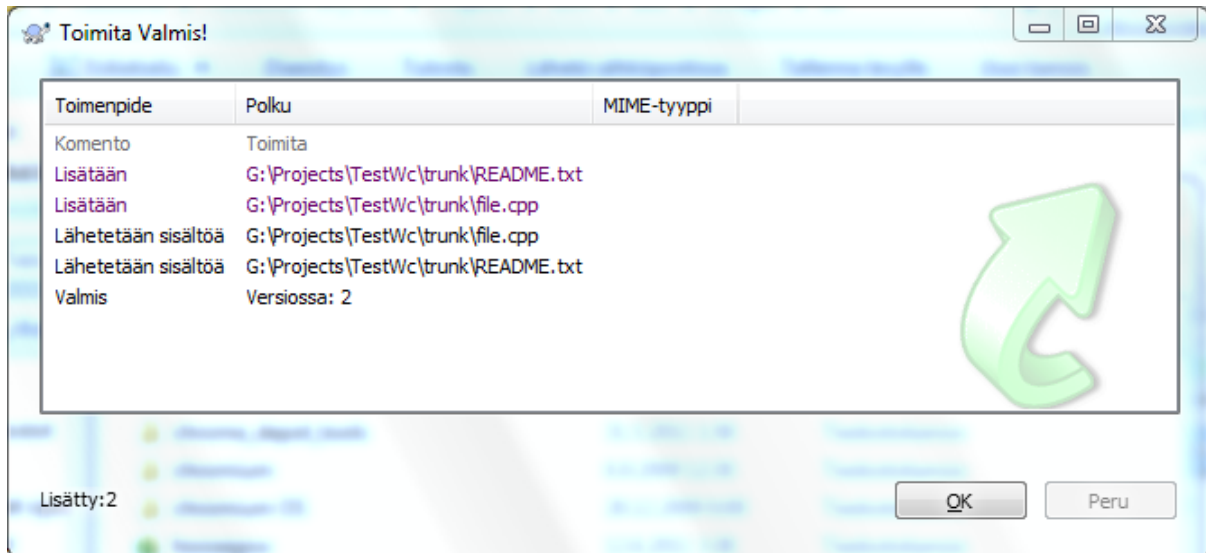 Toimita Valmis!
Toimenpide Polku MIME-tyyppi
Komento Toimita
Lisätään G:\Projects\TestWc\trunk\README.txt
Lisätään G:\Projects\TestWc\trunk\file.cpp
Lähetetään sisältöä G:\Projects\TestWc\trunk\file.cpp
Lähetetään sisältöä G:\Projects\TestWc\trunk\README.txt
Valmis Versiossa: 2
Lisätty:2 OK Peru